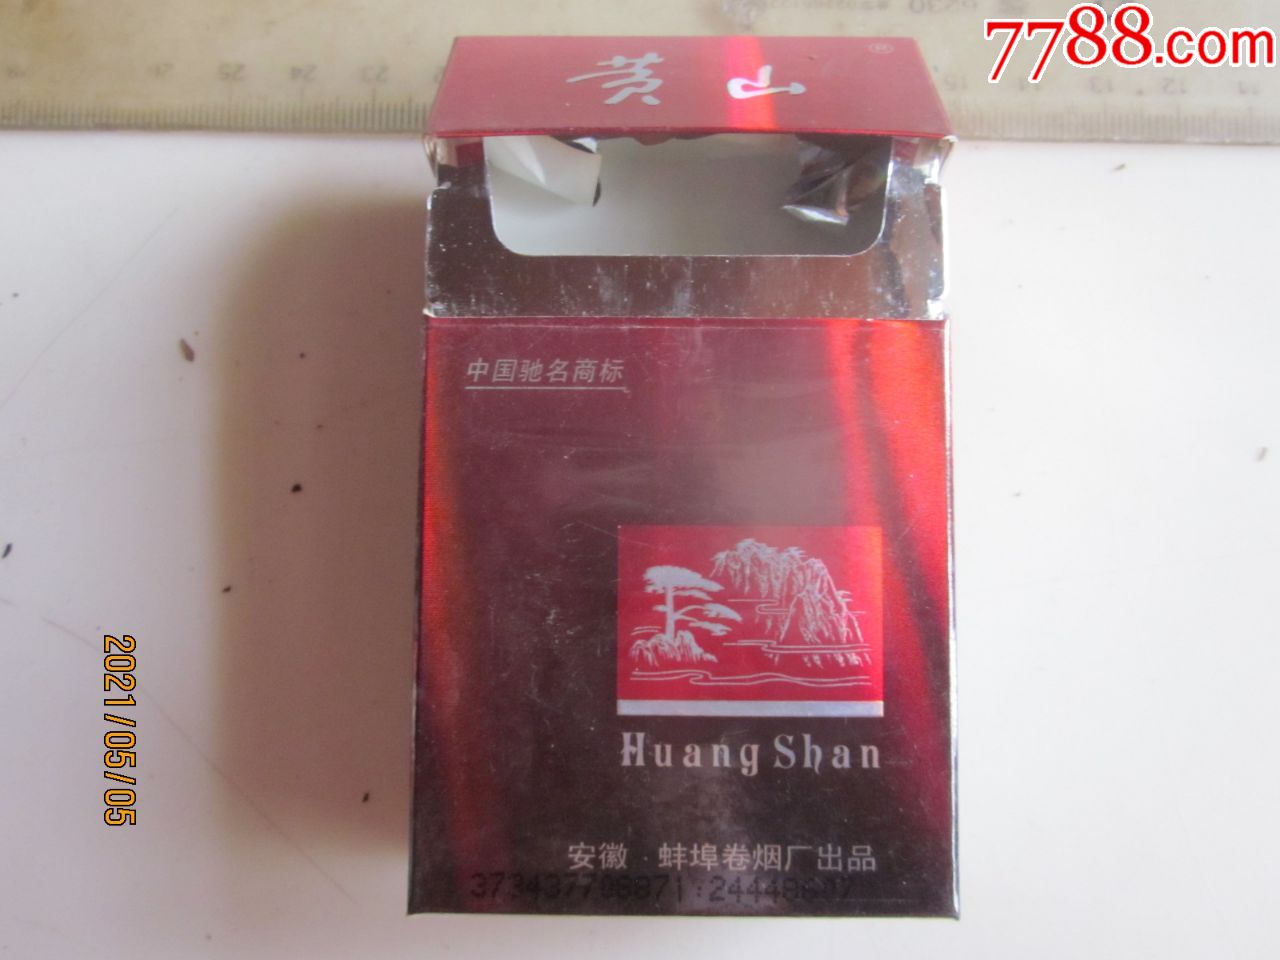 7788.com
黄山®
中国驰名商标
Huang Shan
安徽·蚌埠卷烟厂出品
2021/05/05